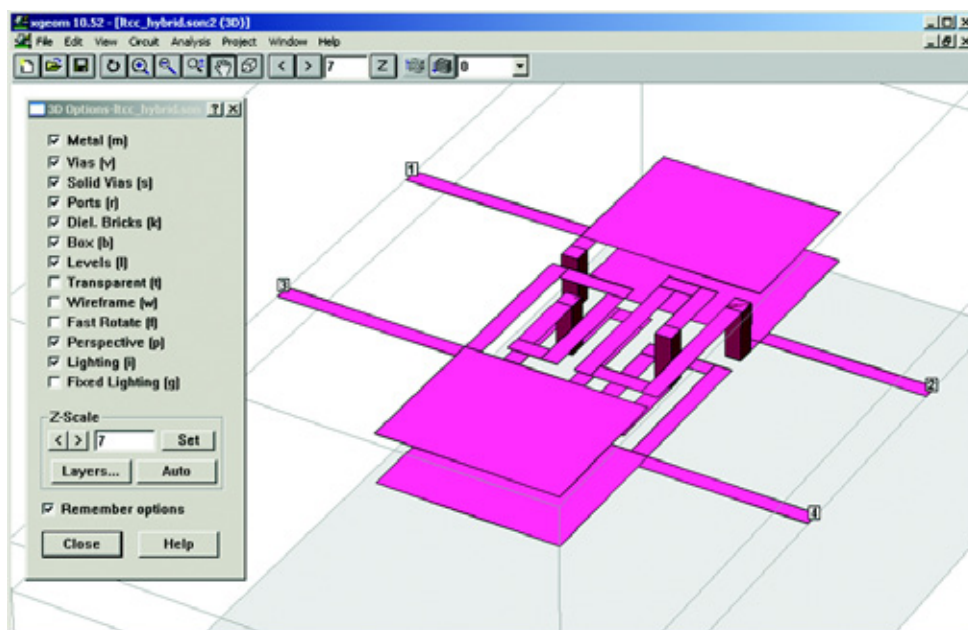 xgeom 10.52 - [ltcc_hybrid.son:2 (3D)]
File Edit View Circuit Analysis Project Window Help
7 Z 0
3D Options-ltcc_hybrid.son
Metal (m)
Vias (v)
Solid Vias (s)
Ports (r)
Diel. Bricks (k)
Box (b)
Levels (l)
Transparent (t)
Wireframe (w)
Fast Rotate (f)
Perspective (p)
Lighting (i)
Fixed Lighting (g)
Z-Scale
< > 7 Set
Layers... Auto
Remember options
Close Help
1
3
2
4